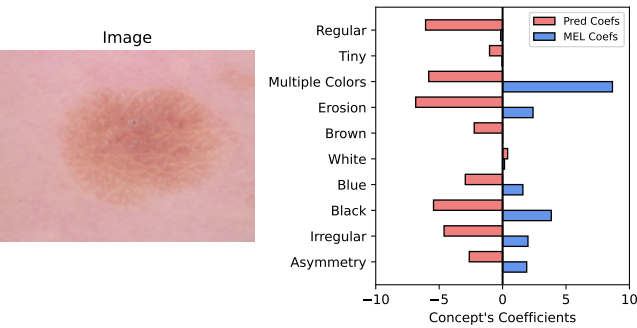 Image
Regular
Tiny
Multiple Colors
Erosion
Brown
White
Blue
Black
Irregular
Asymmetry
Pred Coefs
MEL Coefs
−10 −5 0 5 10
Concept's Coefficients